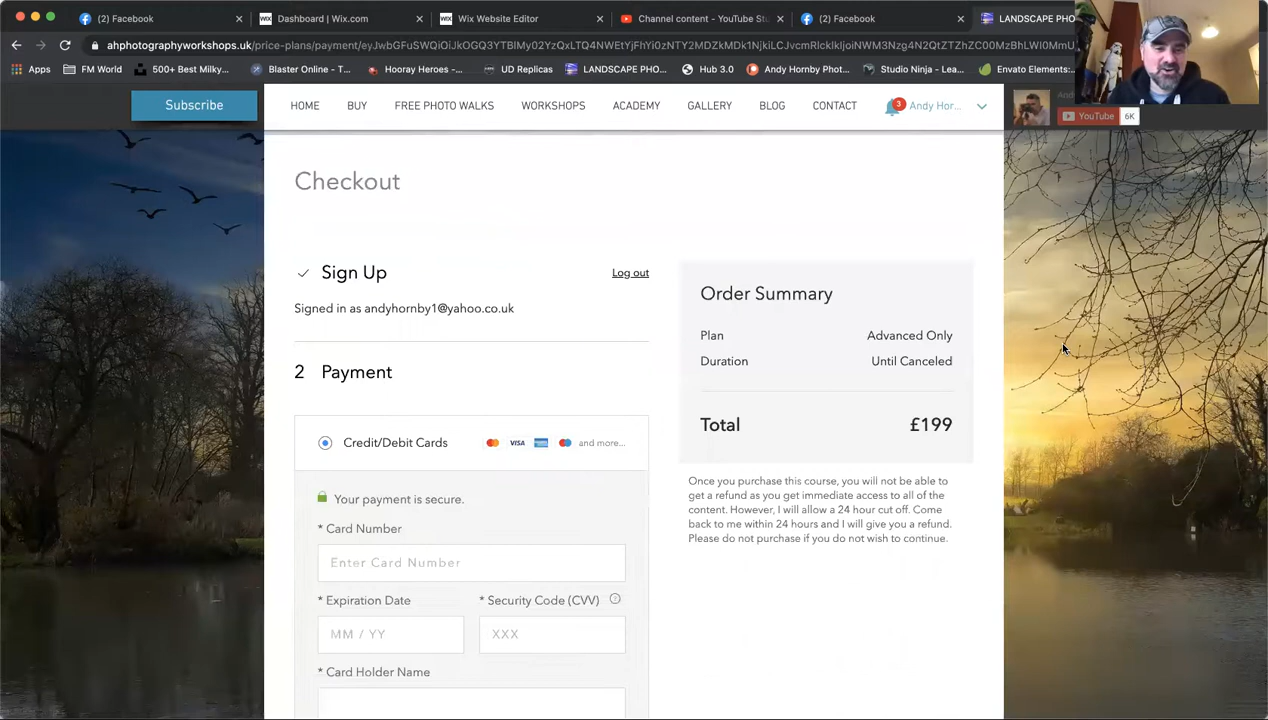 (2) Facebook
Dashboard | Wix.com
Wix Website Editor
Channel content - YouTube Stu
(2) Facebook
LANDSCAPE PHO
ahphotographyworkshops.uk/price-plans/payment/
Apps
FM World
500+ Best Milky...
Blaster Online - T...
Hooray Heroes -...
UD Replicas
LANDSCAPE PHO...
Hub 3.0
Andy Hornby Phot...
Studio Ninja - Lea...
Envato Elements:...
Subscribe
HOME
BUY
FREE PHOTO WALKS
WORKSHOPS
ACADEMY
GALLERY
BLOG
CONTACT
3
Andy Hor...
YouTube
6K
Checkout
Sign Up
Log out
Signed in as andyhornby1@yahoo.co.uk
2 Payment
Credit/Debit Cards
VISA
and more...
Your payment is secure.
* Card Number
Enter Card Number
* Expiration Date
* Security Code (CVV)
MM / YY
XXX
* Card Holder Name
Order Summary
Plan Advanced Only
Duration Until Canceled
Total £199
Once you purchase this course, you will not be able to
get a refund as you get immediate access to all of the
content. However, I will allow a 24 hour cut off. Come
back to me within 24 hours and I will give you a refund.
Please do not purchase if you do not wish to continue.